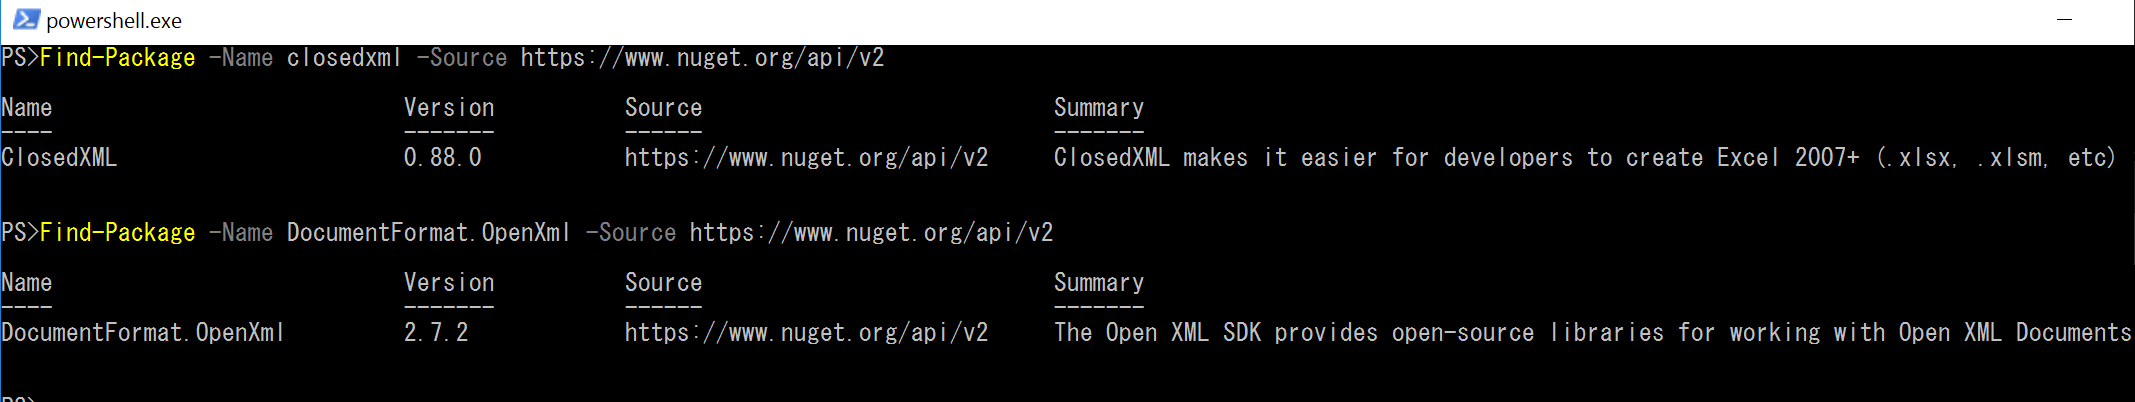 powershell.exe
PS>Find-Package -Name closedxml -Source https://www.nuget.org/api/v2
Name Version Source Summary
---- ------- ------ -------
ClosedXML 0.88.0 https://www.nuget.org/api/v2 ClosedXML makes it easier for developers to create Excel 2007+ (.xlsx, .xlsm, etc)
PS>Find-Package -Name DocumentFormat.OpenXml -Source https://www.nuget.org/api/v2
Name Version Source Summary
---- ------- ------ -------
DocumentFormat.OpenXml 2.7.2 https://www.nuget.org/api/v2 The Open XML SDK provides open-source libraries for working with Open XML Documents
PS>